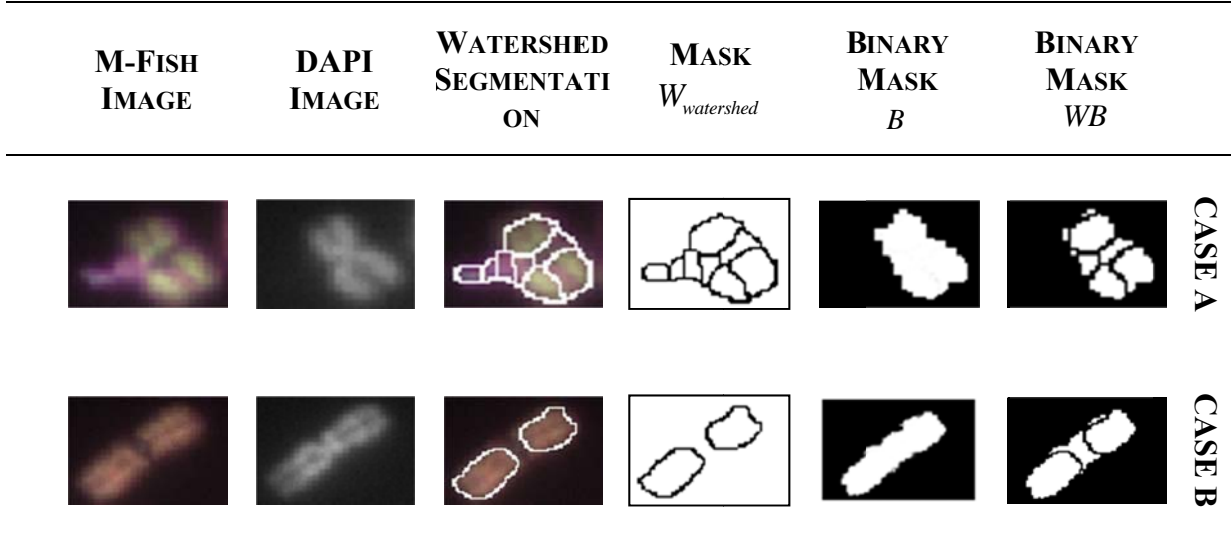 M-FISH IMAGE
DAPI IMAGE
WATERSHED SEGMENTATI ON
MASK W_watershed
BINARY MASK B
BINARY MASK WB
CASE A
CASE B